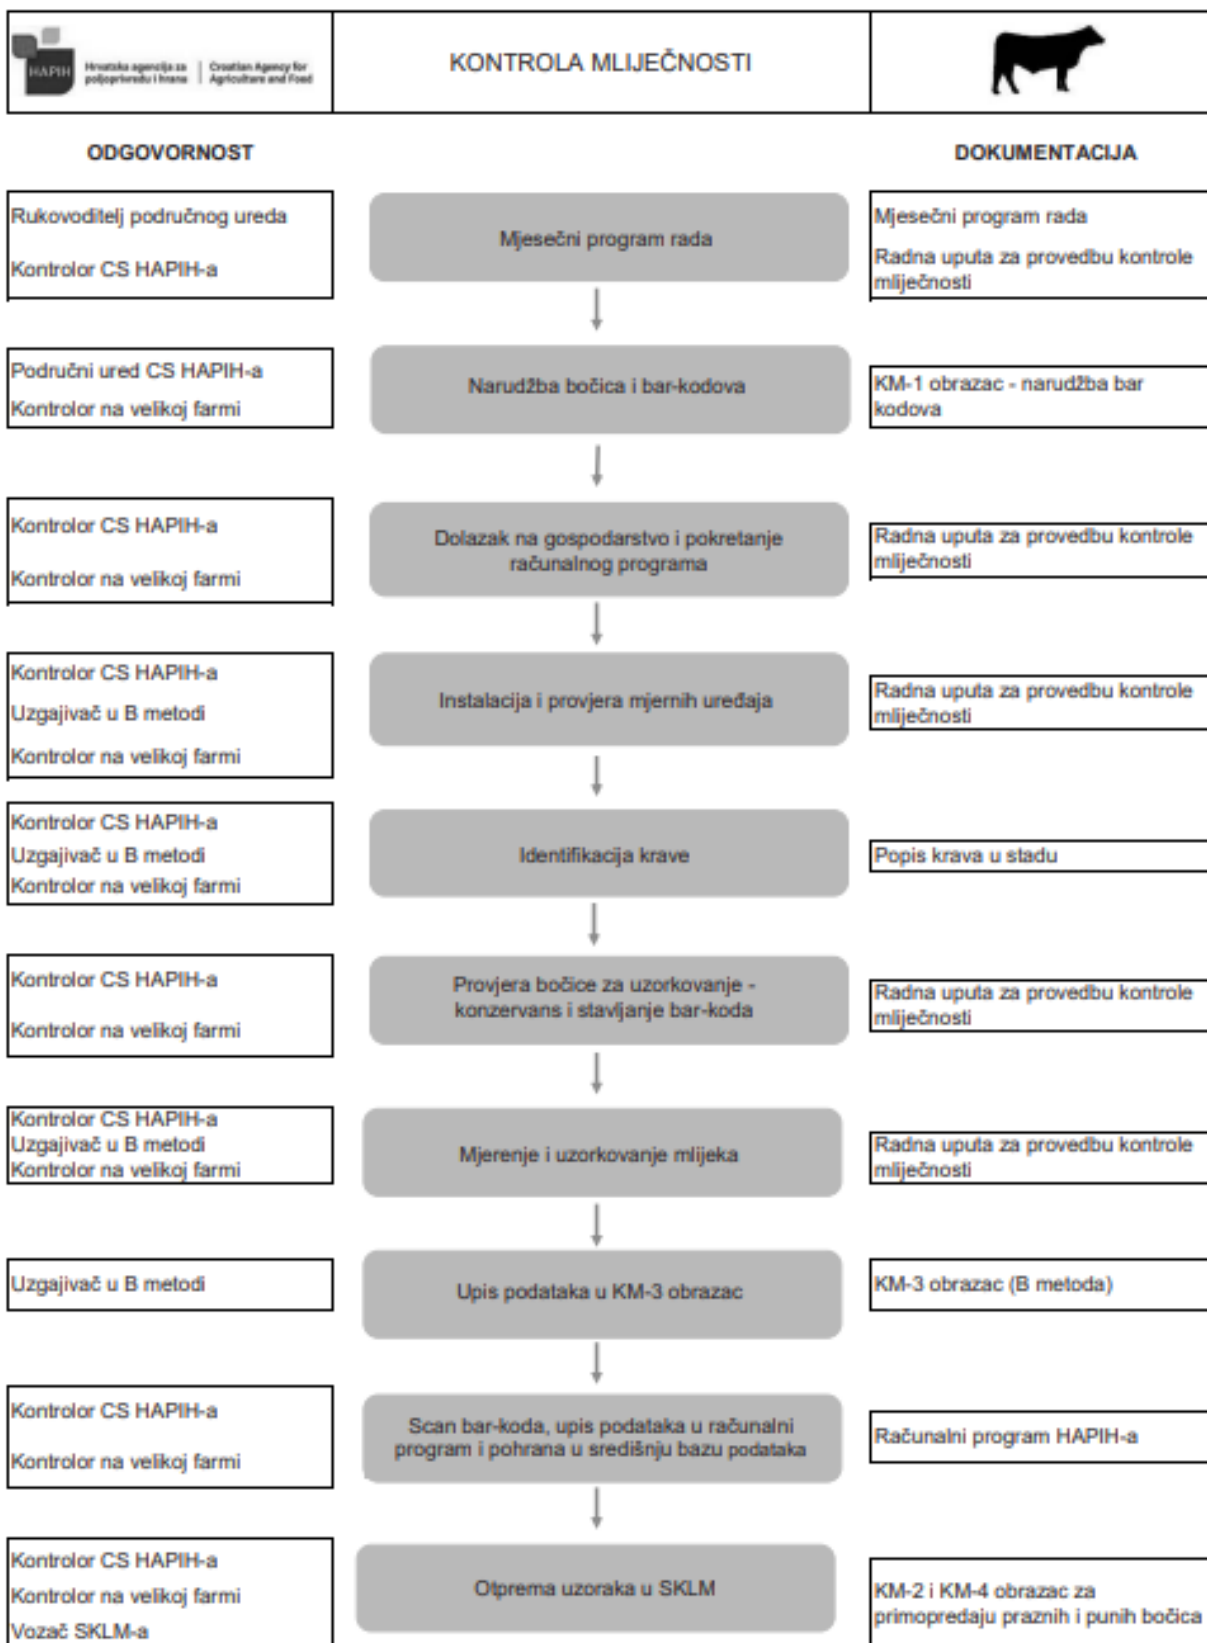 HAPIH
Hrvatska agencija za
poljoprivredu i hranu
Croatian Agency for
Agriculture and Food
KONTROLA MLIJEČNOSTI
ODGOVORNOST
DOKUMENTACIJA
Rukovoditelj područnog ureda
Kontrolor CS HAPIH-a
Mjesečni program rada
Mjesečni program rada
Radna uputa za provedbu kontrole
mliječnosti
Područni ured CS HAPIH-a
Kontrolor na velikoj farmi
Narudžba bočica i bar-kodova
KM-1 obrazac - narudžba bar
kodova
Kontrolor CS HAPIH-a
Kontrolor na velikoj farmi
Dolazak na gospodarstvo i pokretanje
računalnog programa
Radna uputa za provedbu kontrole
mliječnosti
Kontrolor CS HAPIH-a
Uzgajivač u B metodi
Kontrolor na velikoj farmi
Instalacija i provjera mjernih uređaja
Radna uputa za provedbu kontrole
mliječnosti
Kontrolor CS HAPIH-a
Uzgajivač u B metodi
Kontrolor na velikoj farmi
Identifikacija krave
Popis krava u stadu
Kontrolor CS HAPIH-a
Kontrolor na velikoj farmi
Provjera bočice za uzorkovanje -
konzervans i stavljanje bar-koda
Radna uputa za provedbu kontrole
mliječnosti
Kontrolor CS HAPIH-a
Uzgajivač u B metodi
Kontrolor na velikoj farmi
Mjerenje i uzorkovanje mlijeka
Radna uputa za provedbu kontrole
mliječnosti
Uzgajivač u B metodi
Upis podataka u KM-3 obrazac
KM-3 obrazac (B metoda)
Kontrolor CS HAPIH-a
Kontrolor na velikoj farmi
Scan bar-koda, upis podataka u računalni
program i pohrana u središnju bazu podataka
Računalni program HAPIH-a
Kontrolor CS HAPIH-a
Kontrolor na velikoj farmi
Vozač SKLM-a
Otprema uzoraka u SKLM
KM-2 i KM-4 obrazac za
primopredaju praznih i punih bočica